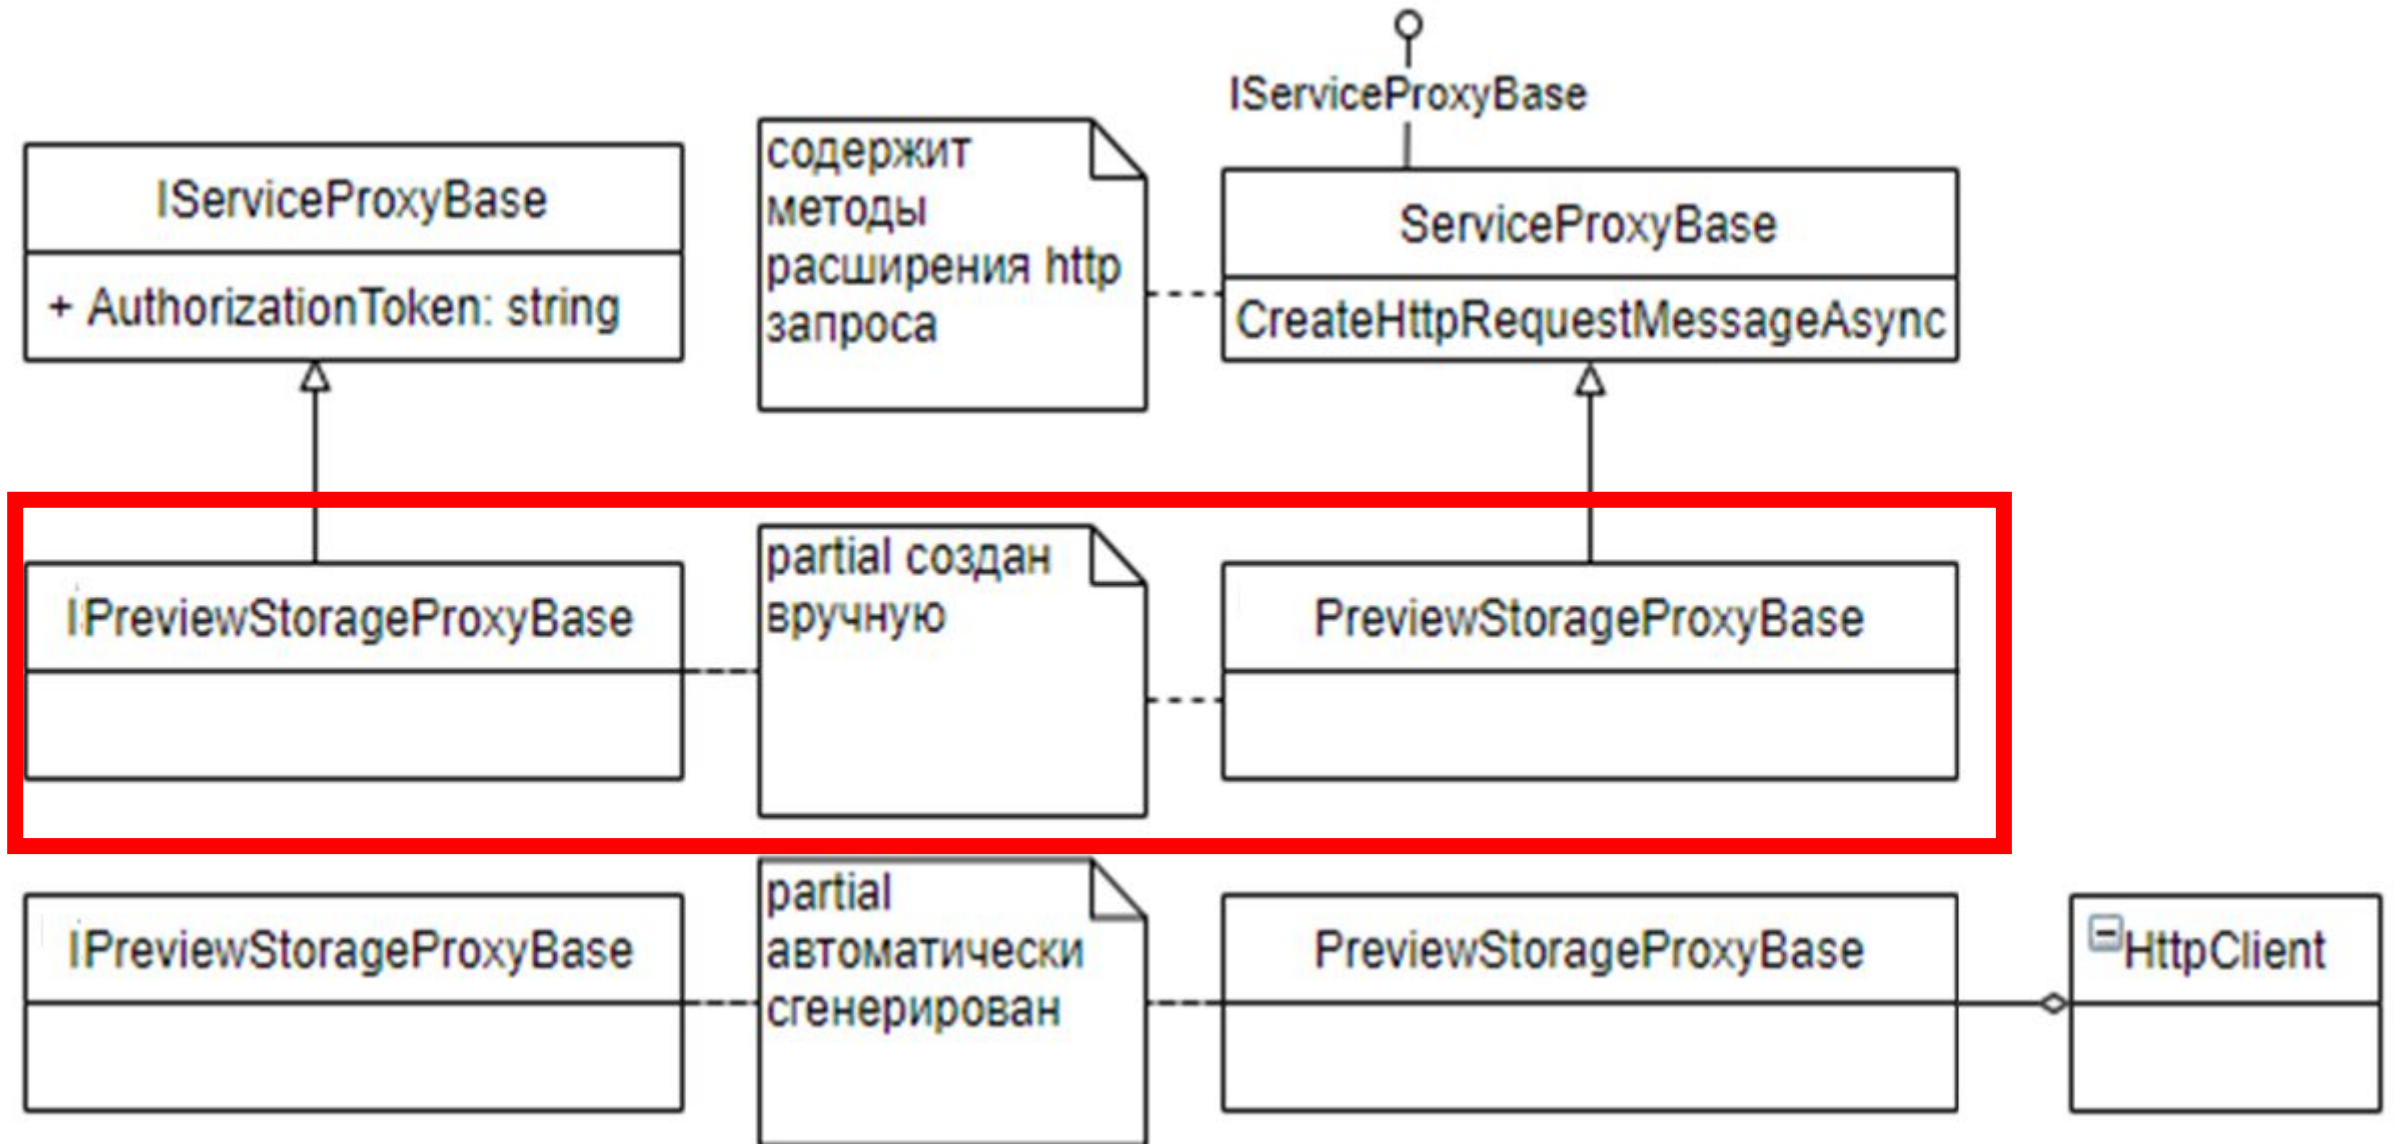 IServiceProxyBase
IServiceProxyBase
+ AuthorizationToken: string
содержит
методы
расширения http
запроса
ServiceProxyBase
CreateHttpRequestMessageAsync
IPreviewStorageProxyBase
partial создан
вручную
PreviewStorageProxyBase
IPreviewStorageProxyBase
partial
автоматически
сгенерирован
PreviewStorageProxyBase
HttpClient